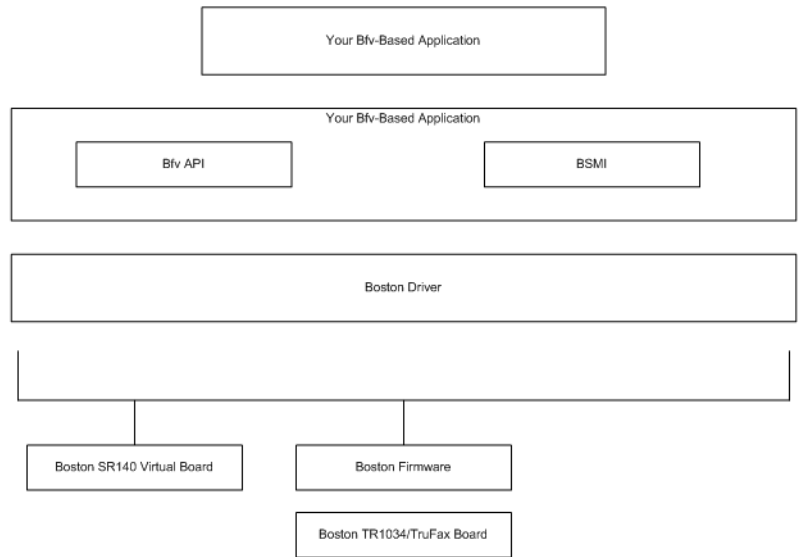 Your Bfv-Based Application
Your Bfv-Based Application
Bfv API
BSMI
Boston Driver
Boston SR140 Virtual Board
Boston Firmware
Boston TR1034/TruFax Board